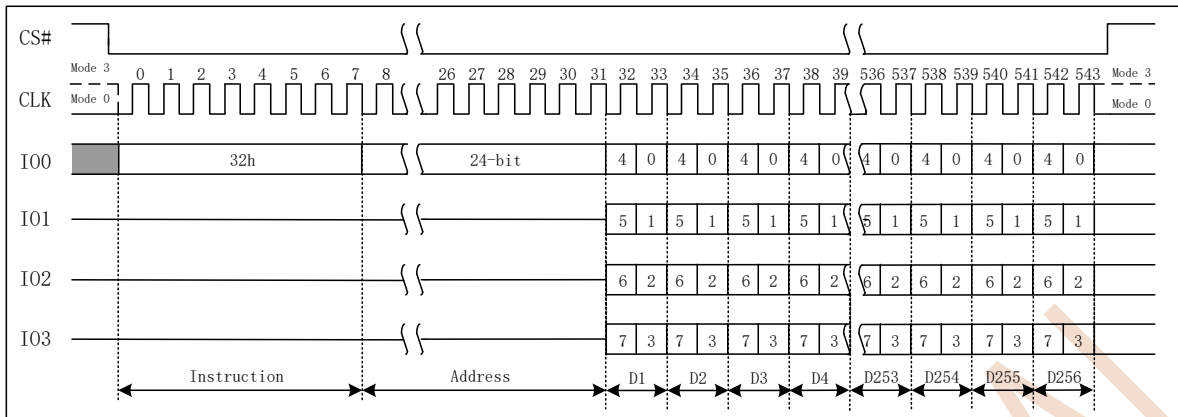 CS#
Mode 3 0 1 2 3 4 5 6 7 8 26 27 28 29 30 31 32 33 34 35 36 37 38 39 536 537 538 539 540 541 542 543 Mode 3
CLK Mode 0 Mode 0
IO0 32h 24-bit 4 0 4 0 4 0 4 0 4 0 4 0 4 0 4 0
IO1 5 1 5 1 5 1 5 1 5 1 5 1 5 1 5 1
IO2 6 2 6 2 6 2 6 2 6 2 6 2 6 2 6 2
IO3 7 3 7 3 7 3 7 3 7 3 7 3 7 3 7 3
Instruction Address D1 D2 D3 D4 D253 D254 D255 D256